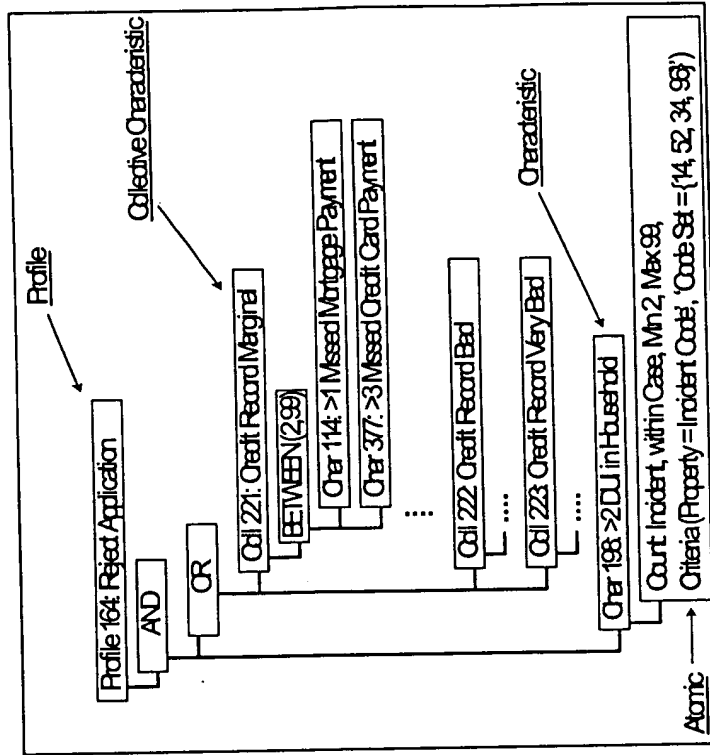 Profile
Profile 164: Reject Application
AND
OR
Collective Characteristic
Coll 221: Credit Record Marginal
BETWEEN (2,99)
Char 114: >1 Missed Mortgage Payment
Char 377: >3 Missed Credit Card Payment
....
Coll 222: Credit Record Bad
....
Coll 223: Credit Record Very Bad
....
Characteristic
Char 198: >2 DUI in Household
Atomic
Count: Incident, within Case, Min 2, Max 99,
Criteria (Property = Incident Code', 'Code Set = {14, 52, 34, 96}')